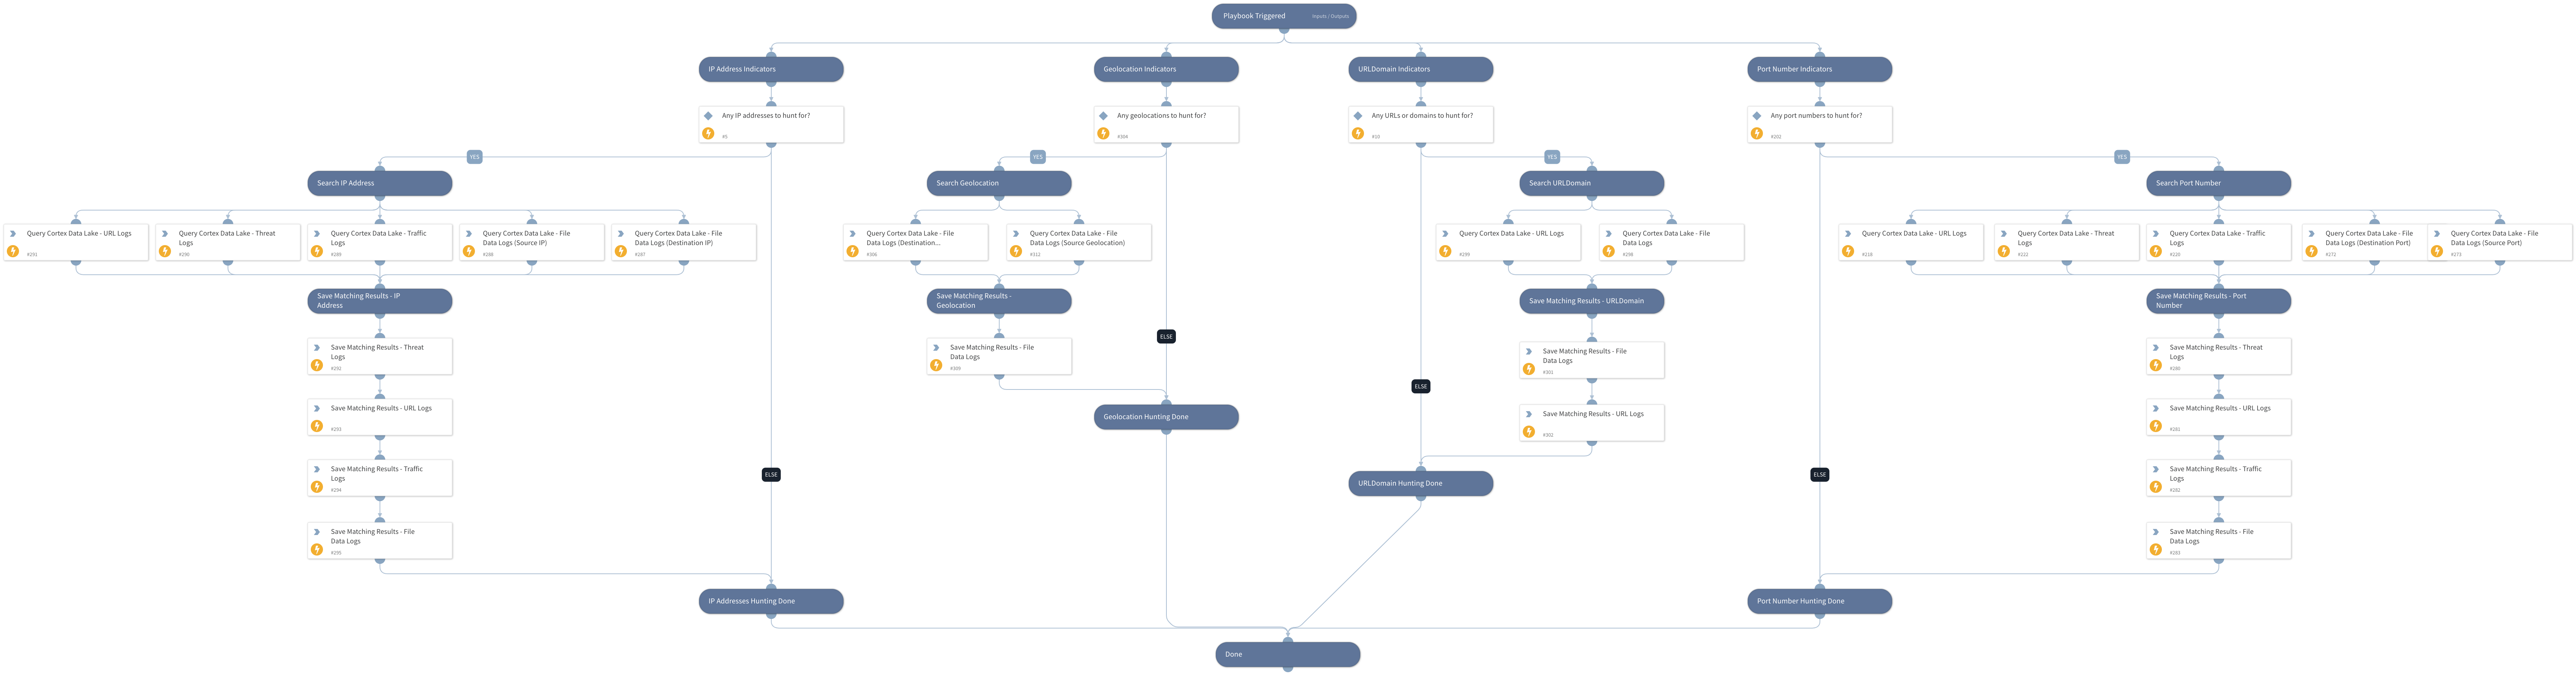 Playbook Triggered
Inputs / Outputs
IP Address Indicators
Geolocation Indicators
URLDomain Indicators
Port Number Indicators
Any IP addresses to hunt for?
#5
Any geolocations to hunt for?
#304
Any URLs or domains to hunt for?
#10
Any port numbers to hunt for?
#202
YES
YES
YES
YES
Search IP Address
Search Geolocation
Search URLDomain
Search Port Number
Query Cortex Data Lake - URL Logs
#291
Query Cortex Data Lake - Threat
Logs
#290
Query Cortex Data Lake - Traffic
Logs
#289
Query Cortex Data Lake - File
Data Logs (Source IP)
#288
Query Cortex Data Lake - File
Data Logs (Destination IP)
#287
Query Cortex Data Lake - File
Data Logs (Destination...
#306
Query Cortex Data Lake - File
Data Logs (Source Geolocation)
#312
Query Cortex Data Lake - URL Logs
#299
Query Cortex Data Lake - File
Data Logs
#298
Query Cortex Data Lake - URL Logs
#218
Query Cortex Data Lake - Threat
Logs
#222
Query Cortex Data Lake - Traffic
Logs
#220
Query Cortex Data Lake - File
Data Logs (Destination Port)
#272
Query Cortex Data Lake - File
Data Logs (Source Port)
#273
Save Matching Results - IP
Address
Save Matching Results -
Geolocation
Save Matching Results - URLDomain
Save Matching Results - Port
Number
Save Matching Results - Threat
Logs
#292
Save Matching Results - File
Data Logs
#309
ELSE
Save Matching Results - File
Data Logs
#301
Save Matching Results - Threat
Logs
#280
ELSE
Save Matching Results - URL Logs
#293
Geolocation Hunting Done
Save Matching Results - URL Logs
#302
Save Matching Results - URL Logs
#281
Save Matching Results - Traffic
Logs
#294
ELSE
URLDomain Hunting Done
ELSE
Save Matching Results - Traffic
Logs
#282
Save Matching Results - File
Data Logs
#295
Save Matching Results - File
Data Logs
#283
IP Addresses Hunting Done
Port Number Hunting Done
Done